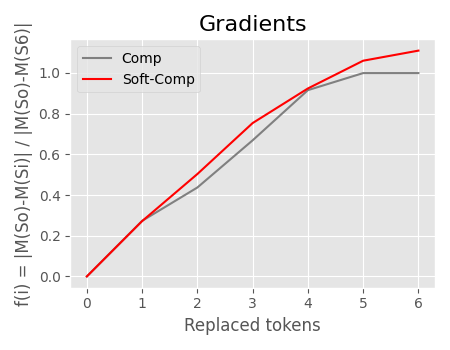 Gradients
f(i) = |M(So)-M(Si)| / |M(So)-M(S6)|
Comp
Soft-Comp
1.0
0.8
0.6
0.4
0.2
0.0
0 1 2 3 4 5 6
Replaced tokens